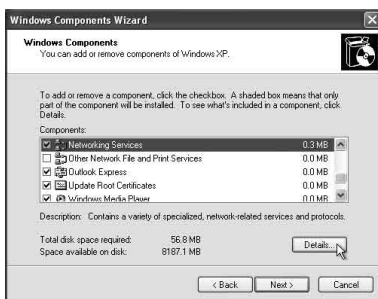 Windows Components Wizard
Windows Components
You can add or remove components of Windows XP.
To add or remove a component, click the checkbox. A shaded box means that only
part of the component will be installed. To see what's included in a component, click
Details.
Components:
Networking Services 0.3 MB
Other Network File and Print Services 0.0 MB
Outlook Express 0.0 MB
Update Root Certificates 0.0 MB
Windows Media Player 0.0 MB
Description: Contains a variety of specialized, network-related services and protocols.
Total disk space required: 56.8 MB
Space available on disk: 8187.1 MB
Details...
< Back Next > Cancel